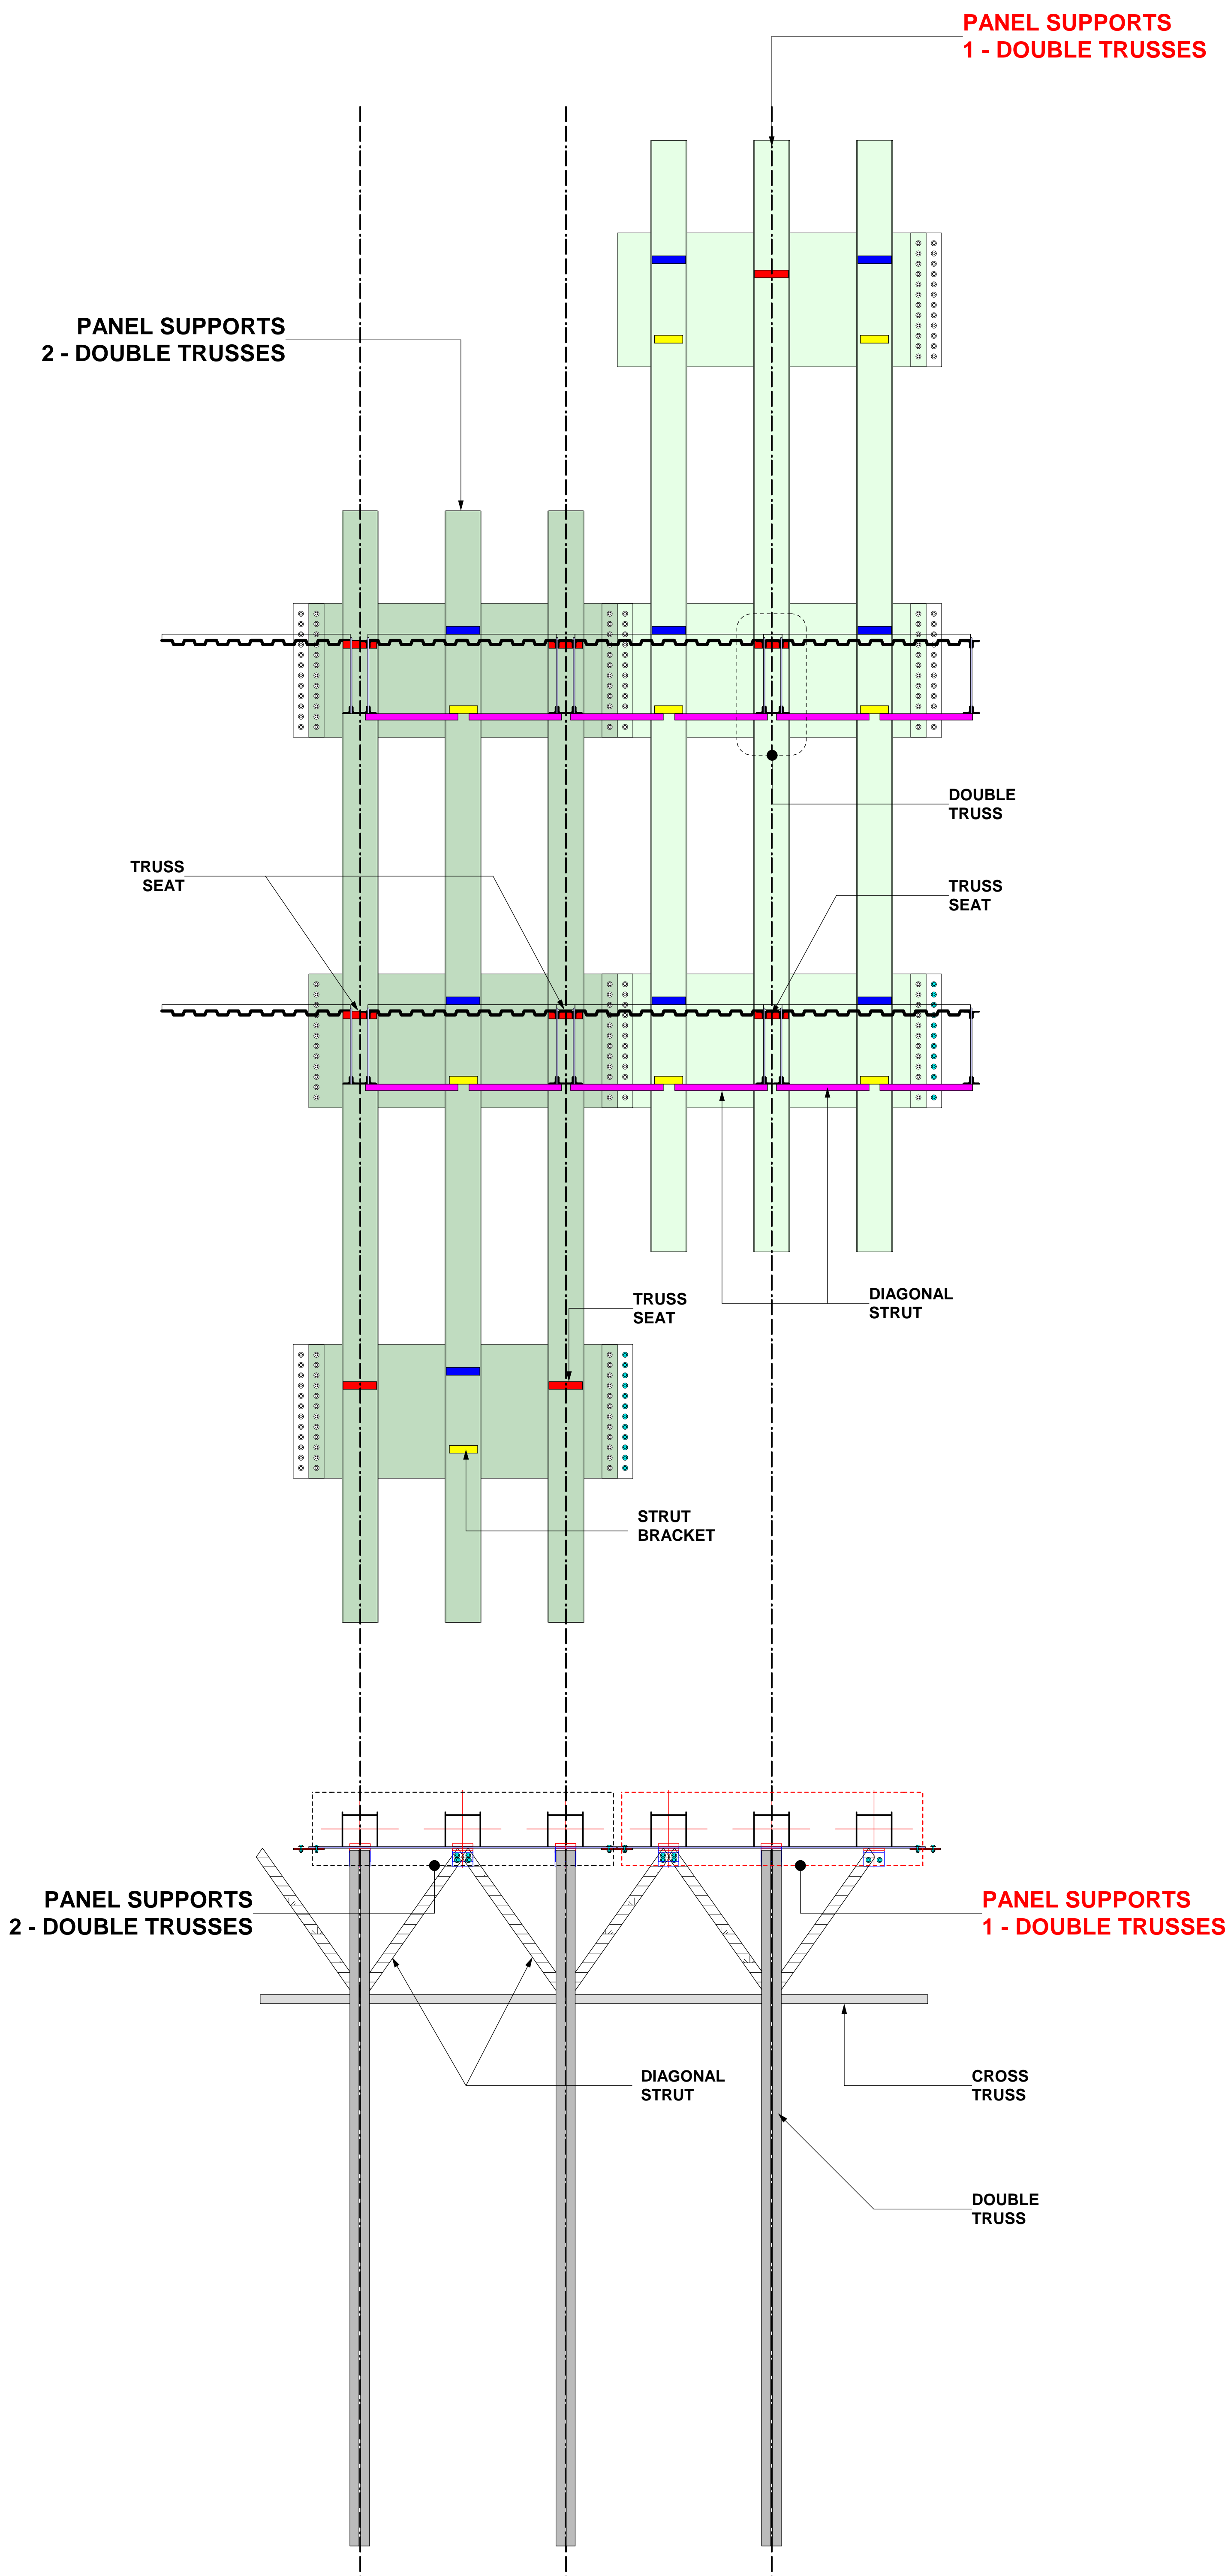 PANEL SUPPORTS
1 - DOUBLE TRUSSES
PANEL SUPPORTS
2 - DOUBLE TRUSSES
DOUBLE
TRUSS
TRUSS
SEAT
TRUSS
SEAT
DIAGONAL
STRUT
TRUSS
SEAT
STRUT
BRACKET
PANEL SUPPORTS
2 - DOUBLE TRUSSES
PANEL SUPPORTS
1 - DOUBLE TRUSSES
DIAGONAL
STRUT
CROSS
TRUSS
DOUBLE
TRUSS